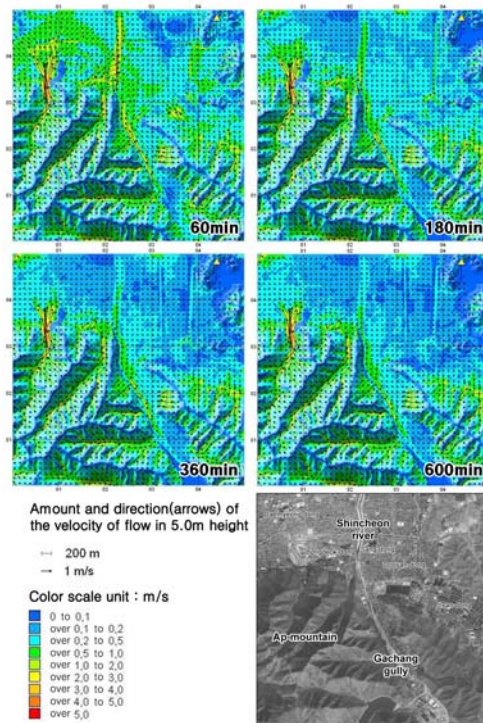 60min
180min
360min
600min
Amount and direction(arrows) of
the velocity of flow in 5.0m height
200 m
1 m/s
Color scale unit : m/s
0 to 0,1
over 0,1 to 0,2
over 0,2 to 0,5
over 0,5 to 1,0
over 1,0 to 2,0
over 2,0 to 3,0
over 3,0 to 4,0
over 4,0 to 5,0
over 5,0
Shincheon
river
Ap-mountain
Gachang
gully